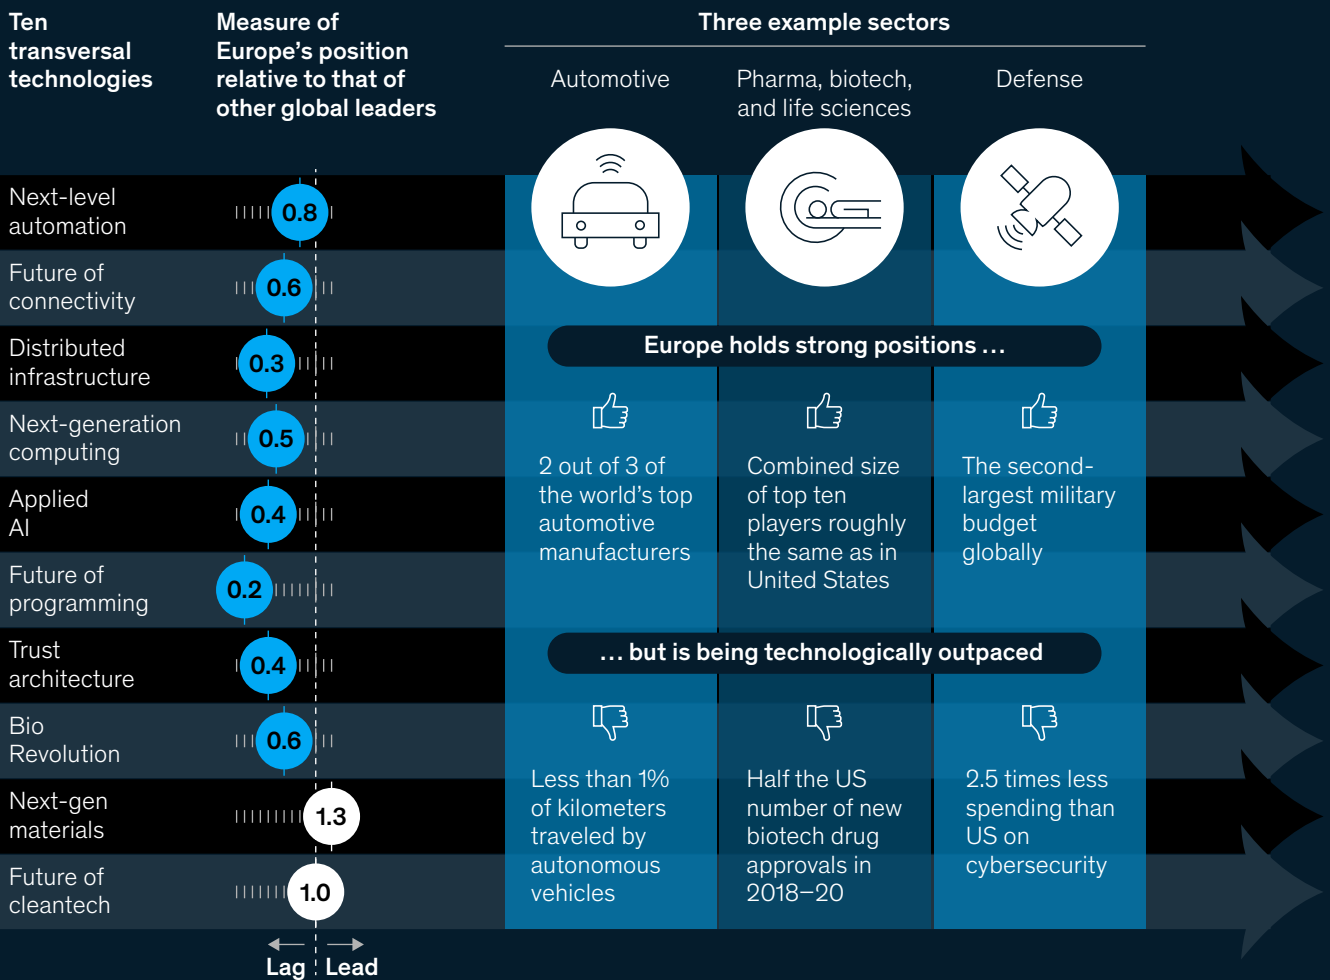 Ten
transversal
technologies
Measure of
Europe’s position
relative to that of
other global leaders
Three example sectors
Automotive
Pharma, biotech,
and life sciences
Defense
Next-level
automation
0.8
Future of
connectivity
0.6
Distributed
infrastructure
0.3
Next-generation
computing
0.5
Applied
AI
0.4
Future of
programming
0.2
Trust
architecture
0.4
Bio
Revolution
0.6
Next-gen
materials
1.3
Future of
cleantech
1.0
Lag
Lead
Europe holds strong positions …
2 out of 3 of
the world’s top
automotive
manufacturers
Combined size
of top ten
players roughly
the same as in
United States
The second-
largest military
budget
globally
… but is being technologically outpaced
Less than 1%
of kilometers
traveled by
autonomous
vehicles
Half the US
number of new
biotech drug
approvals in
2018–20
2.5 times less
spending than
US on
cybersecurity